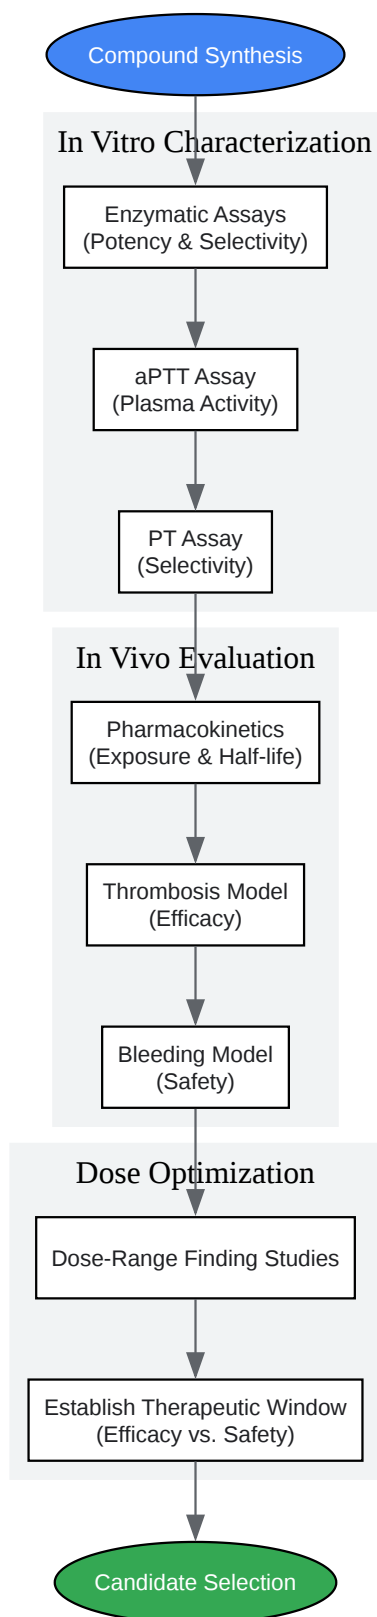 Compound Synthesis
In Vitro Characterization
Enzymatic Assays
(Potency & Selectivity)
aPTT Assay
(Plasma Activity)
PT Assay
(Selectivity)
In Vivo Evaluation
Pharmacokinetics
(Exposure & Half-life)
Thrombosis Model
(Efficacy)
Bleeding Model
(Safety)
Dose Optimization
Dose-Range Finding Studies
Establish Therapeutic Window
(Efficacy vs. Safety)
Candidate Selection